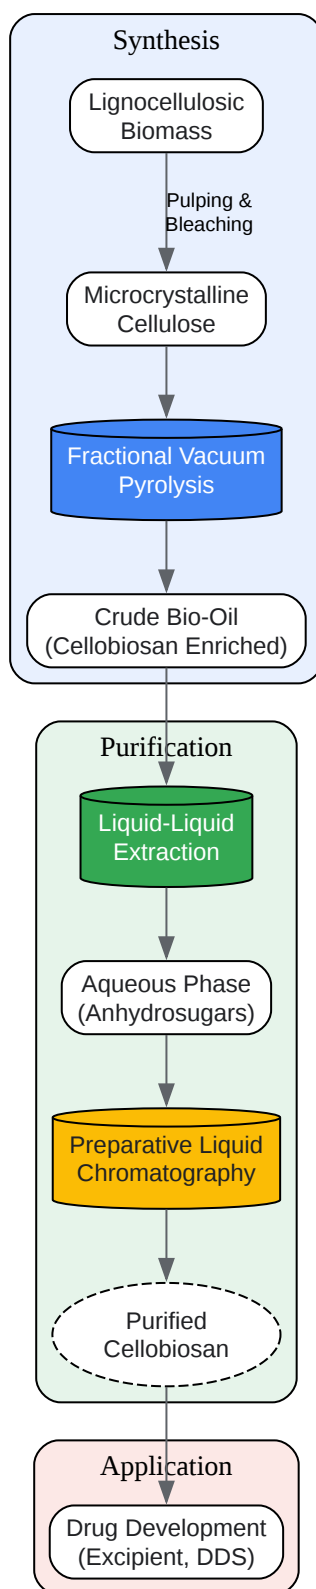 Synthesis
Lignocellulosic
Biomass
Pulping &
Bleaching
Microcrystalline
Cellulose
Fractional Vacuum
Pyrolysis
Crude Bio-Oil
(Cellobiosan Enriched)
Purification
Liquid-Liquid
Extraction
Aqueous Phase
(Anhydrosugars)
Preparative Liquid
Chromatography
Purified
Cellobiosan
Application
Drug Development
(Excipient, DDS)